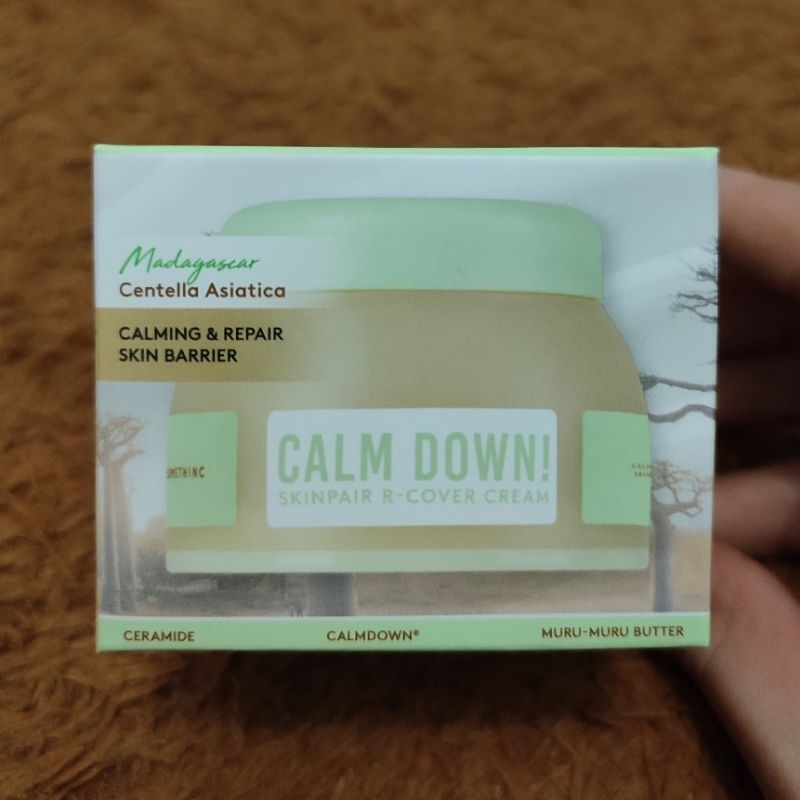 Madagascar
Centella Asiatica
CALMING & REPAIR
SKIN BARRIER
CALM DOWN!
SKINPAIR R-COVER CREAM
CERAMIDE
CALMDOWN®
MURU-MURU BUTTER